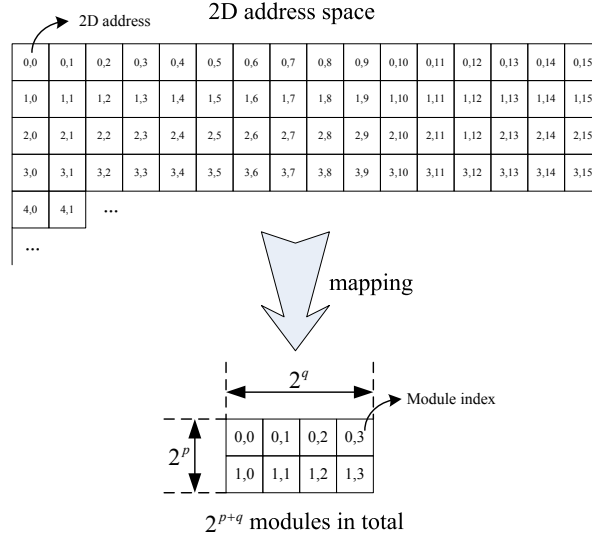 2D address space
2D address
0,0 0,1 0,2 0,3 0,4 0,5 0,6 0,7 0,8 0,9 0,10 0,11 0,12 0,13 0,14 0,15
1,0 1,1 1,2 1,3 1,4 1,5 1,6 1,7 1,8 1,9 1,10 1,11 1,12 1,13 1,14 1,15
2,0 2,1 2,2 2,3 2,4 2,5 2,6 2,7 2,8 2,9 2,10 2,11 1,12 2,13 2,14 2,15
3,0 3,1 3,2 3,3 3,4 3,5 3,6 3,7 3,8 3,9 3,10 3,11 3,12 3,13 3,14 3,15
4,0 4,1 ...
...
mapping
2^q
Module index
2^p
0,0 0,1 0,2 0,3
1,0 1,1 1,2 1,3
2^{p+q} modules in total